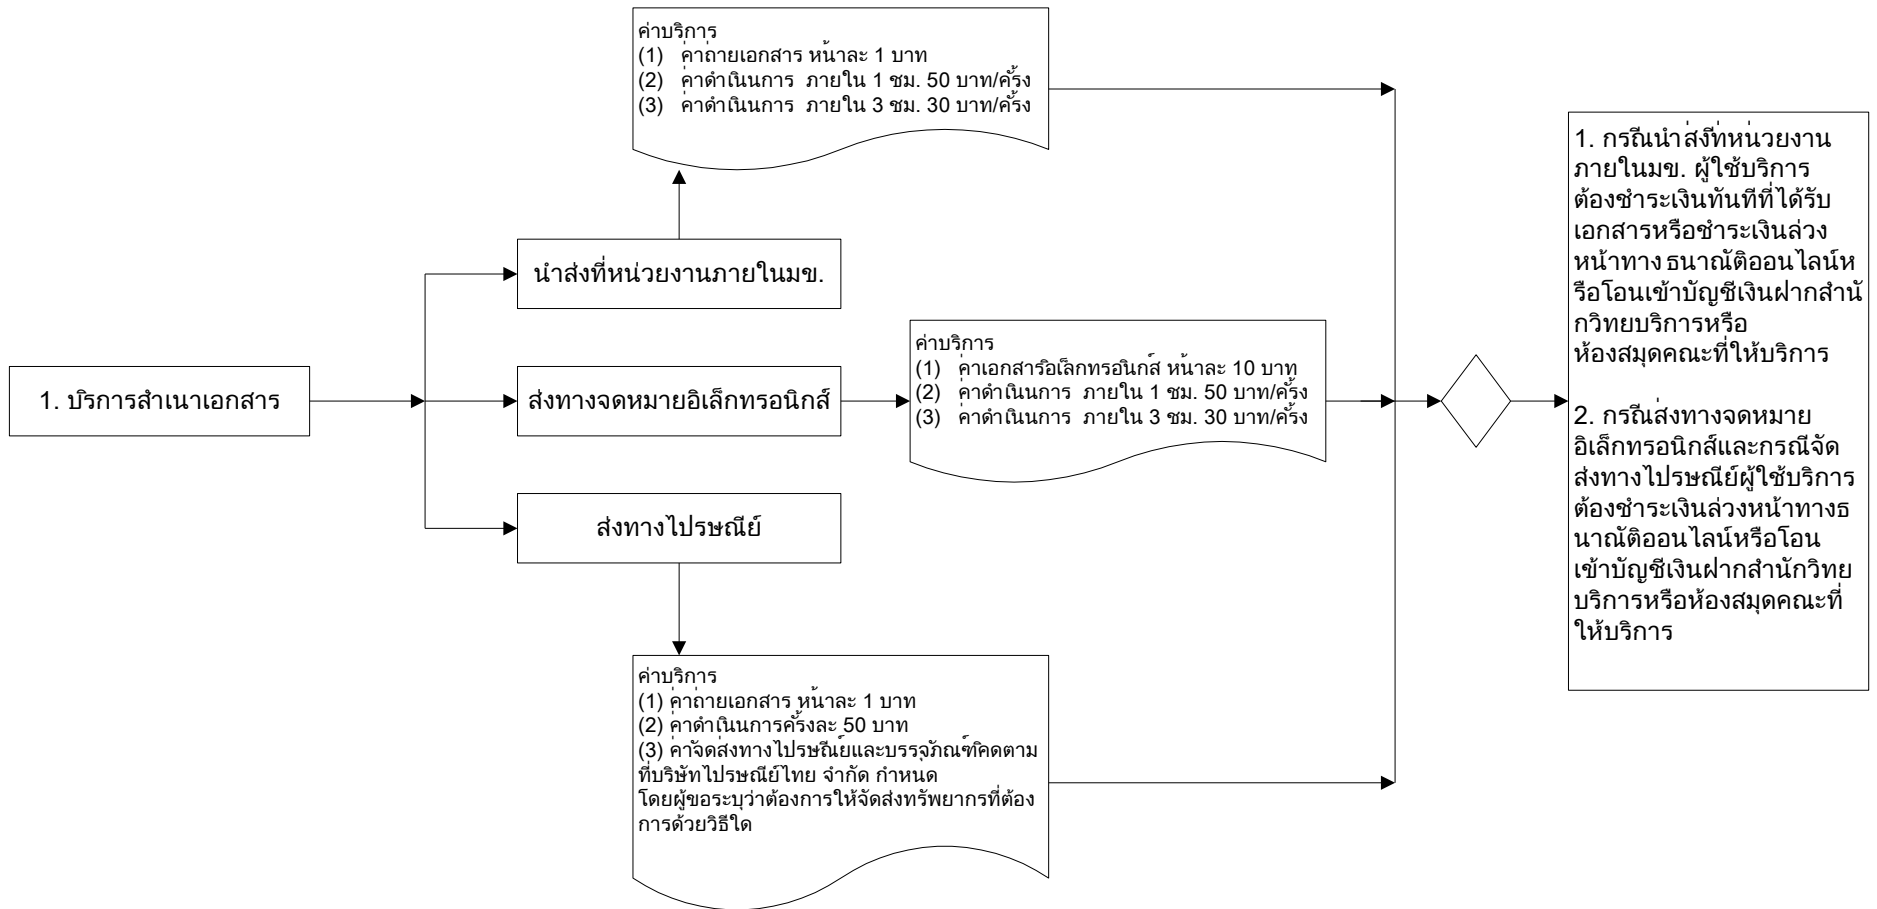 ค่าบริการ
(1) ค่าถ่ายเอกสาร หน้าละ 1 บาท
(2) ค่าดำเนินการ ภายใน 1 ชม. 50 บาท/ครั้ง
(3) ค่าดำเนินการ ภายใน 3 ชม. 30 บาท/ครั้ง
นำส่งที่หน่วยงานภายในมข.
1. บริการสำเนาเอกสาร
ส่งทางจดหมายอิเล็กทรอนิกส์
ค่าบริการ
(1) ค่าเอกสารอิเล็กทรอนิกส์ หน้าละ 10 บาท
(2) ค่าดำเนินการ ภายใน 1 ชม. 50 บาท/ครั้ง
(3) ค่าดำเนินการ ภายใน 3 ชม. 30 บาท/ครั้ง
ส่งทางไปรษณีย์
ค่าบริการ
(1) ค่าถ่ายเอกสาร หน้าละ 1 บาท
(2) ค่าดำเนินการครั้งละ 50 บาท
(3) ค่าจัดส่งทางไปรษณีย์และบรรจุภัณฑ์คิดตาม
ที่บริษัทไปรษณีย์ไทย จำกัด กำหนด
โดยผู้ขอระบุว่าต้องการให้จัดส่งทรัพยากรที่ต้อง
การด้วยวิธีใด
1. กรณีนำส่งที่หน่วยงาน
ภายในมข. ผู้ใช้บริการ
ต้องชำระเงินทันทีที่ได้รับ
เอกสารหรือชำระเงินล่วง
หน้าทาง ธนาณัติออนไลน์ห
รือโอนเข้าบัญชีเงินฝากสำนั
กวิทยบริการหรือ
ห้องสมุดคณะที่ให้บริการ
2. กรณีส่งทางจดหมาย
อิเล็กทรอนิกส์และกรณีจัด
ส่งทางไปรษณีย์ผู้ใช้บริการ
ต้องชำระเงินล่วงหน้าทางธ
นาณัติออนไลน์หรือโอน
เข้าบัญชีเงินฝากสำนักวิทย
บริการหรือห้องสมุดคณะที่
ให้บริการ